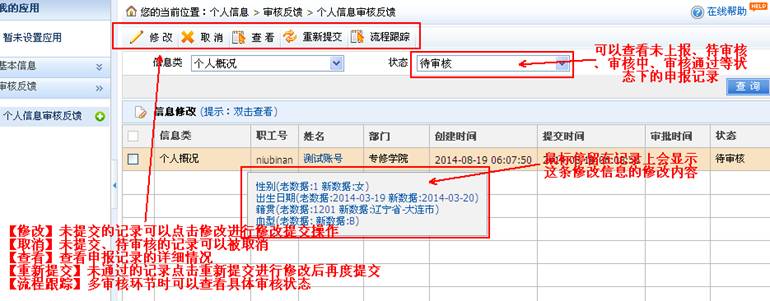 我的应用
您的当前位置：个人信息 > 审核反馈 > 个人信息审核反馈
在线帮助 HELP
暂未设置应用
修改 取消 查看 重新提交 流程跟踪
基本信息
信息类 个人概况 状态 待审核
可以查看未上报、待审核
、审核中、审核通过等状
态下的申报记录
审核反馈
查询
个人信息审核反馈
信息修改 (提示：双击查看)
信息类 职工号 姓名 部门 创建时间 提交时间 审批时间 状态
个人概况 niubinan 测试账号 专修学院 2014-08-19 06:07:50 待审核
鼠标停留在记录上会显示
这条修改信息的修改内容
性别(老数据:1 新数据:女)
出生日期(老数据:2014-03-19 新数据:2014-03-20)
籍贯(老数据:1201 新数据:辽宁省-大连市)
血型(老数据: 新数据:B)
【修改】未提交的记录可以点击修改进行修改提交操作
【取消】未提交、待审核的记录可以被取消
【查看】查看申报记录的详细情况
【重新提交】未通过的记录点击重新提交进行修改后再度提交
【流程跟踪】多审核环节时可以查看具体审核状态